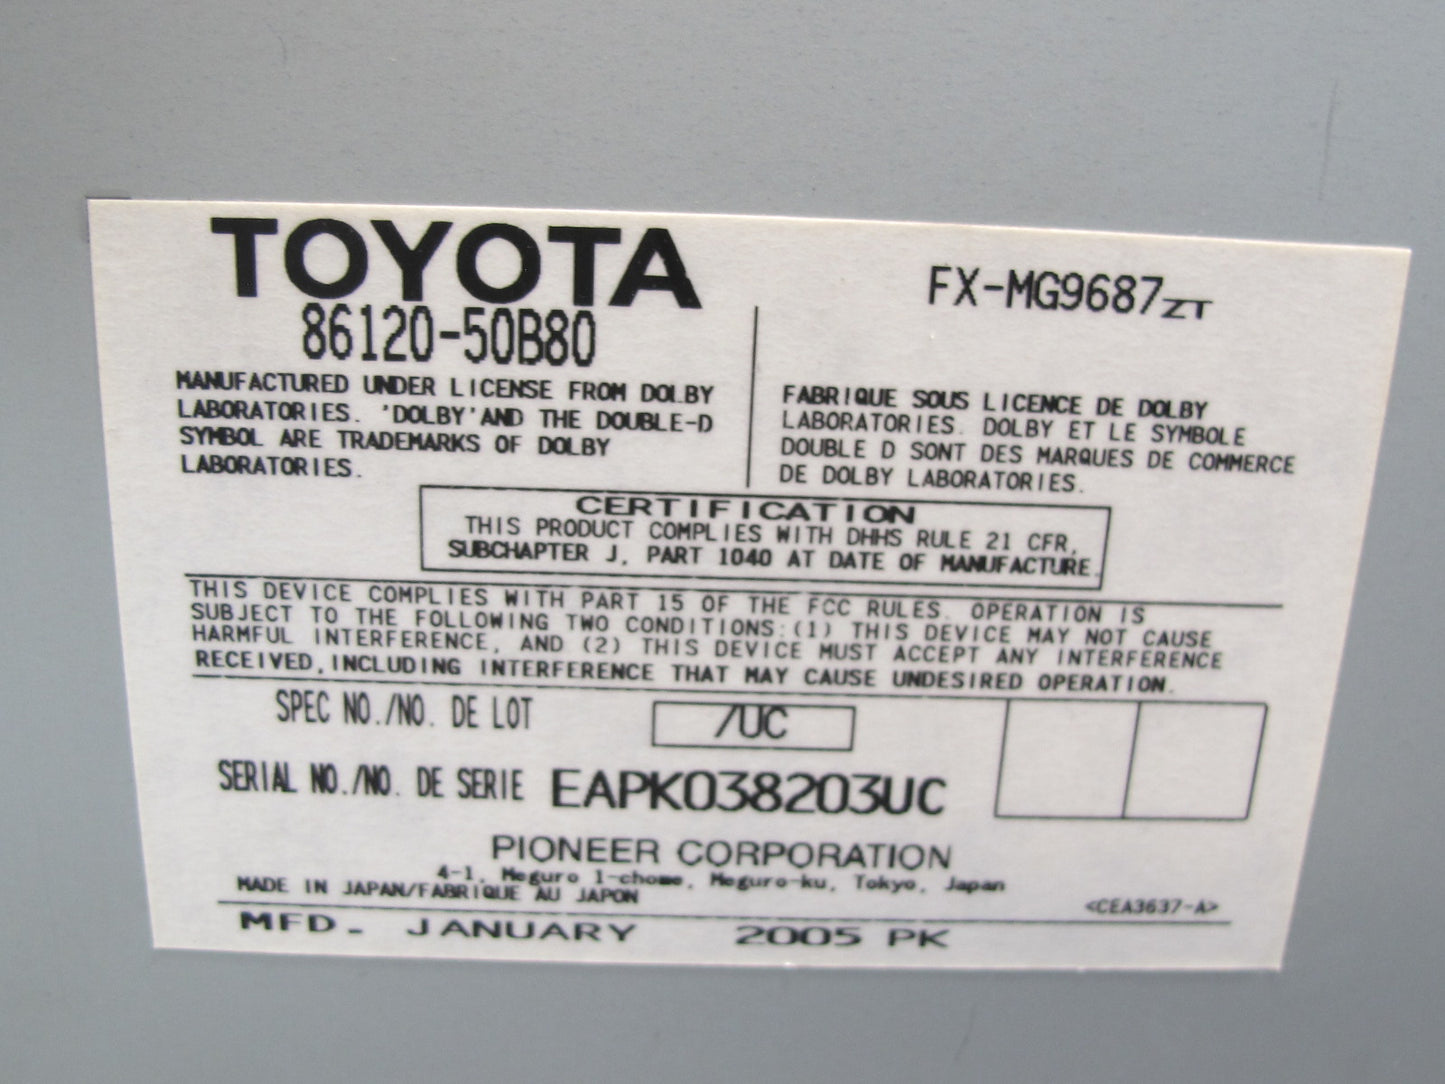 TOYOTA
86120-50B80
FX-MG9687ZT
MANUFACTURED UNDER LICENSE FROM DOLBY
LABORATORIES. 'DOLBY' AND THE DOUBLE-D
SYMBOL ARE TRADEMARKS OF DOLBY
LABORATORIES.
FABRIQUE SOUS LICENCE DE DOLBY
LABORATORIES. DOLBY ET LE SYMBOLE
DOUBLE D SONT DES MARQUES DE COMMERCE
DE DOLBY LABORATORIES.
CERTIFICATION
THIS PRODUCT COMPLIES WITH DHHS RULE 21 CFR,
SUBCHAPTER J, PART 1040 AT DATE OF MANUFACTURE.
THIS DEVICE COMPLIES WITH PART 15 OF THE FCC RULES. OPERATION IS
SUBJECT TO THE FOLLOWING TWO CONDITIONS:(1) THIS DEVICE MAY NOT CAUSE
HARMFUL INTERFERENCE, AND (2) THIS DEVICE MUST ACCEPT ANY INTERFERENCE
RECEIVED, INCLUDING INTERFERENCE THAT MAY CAUSE UNDESIRED OPERATION.
SPEC NO./NO. DE LOT /UC
SERIAL NO./NO. DE SERIE EAPK038203UC
PIONEER CORPORATION
4-1, Meguro 1-chome, Meguro-ku, Tokyo, Japan
MADE IN JAPAN/FABRIQUE AU JAPON
<CEA3637-A>
MFD. JANUARY 2005 PK